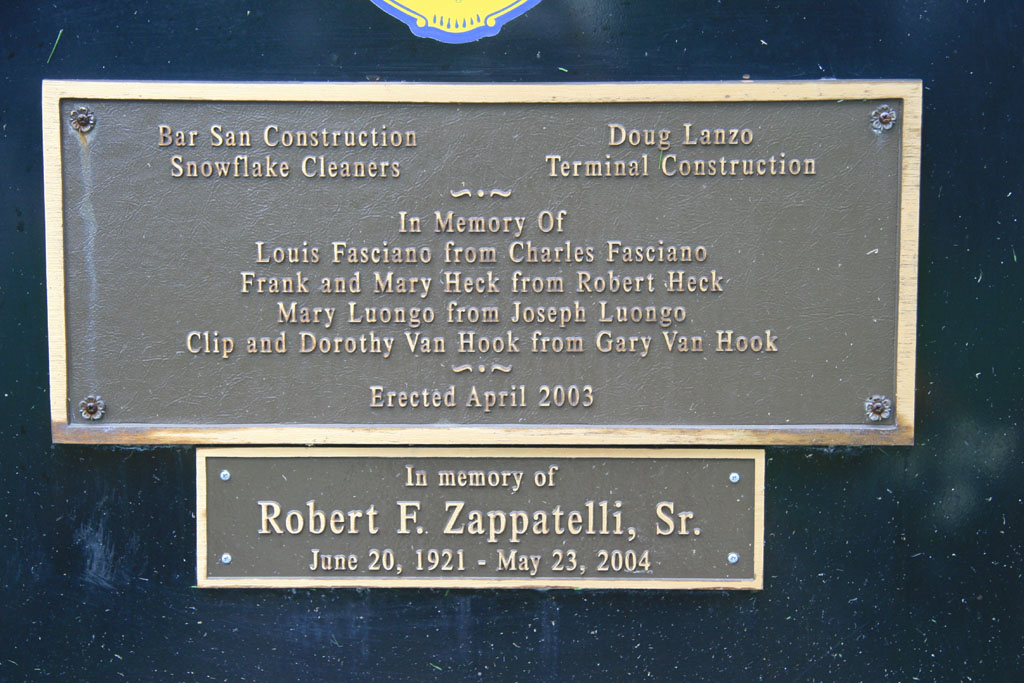 Bar San Construction
Snowflake Cleaners
Doug Lanzo
Terminal Construction
In Memory Of
Louis Fasciano from Charles Fasciano
Frank and Mary Heck from Robert Heck
Mary Luongo from Joseph Luongo
Clip and Dorothy Van Hook from Gary Van Hook
Erected April 2003
In memory of
Robert F. Zappatelli, Sr.
June 20, 1921 - May 23, 2004